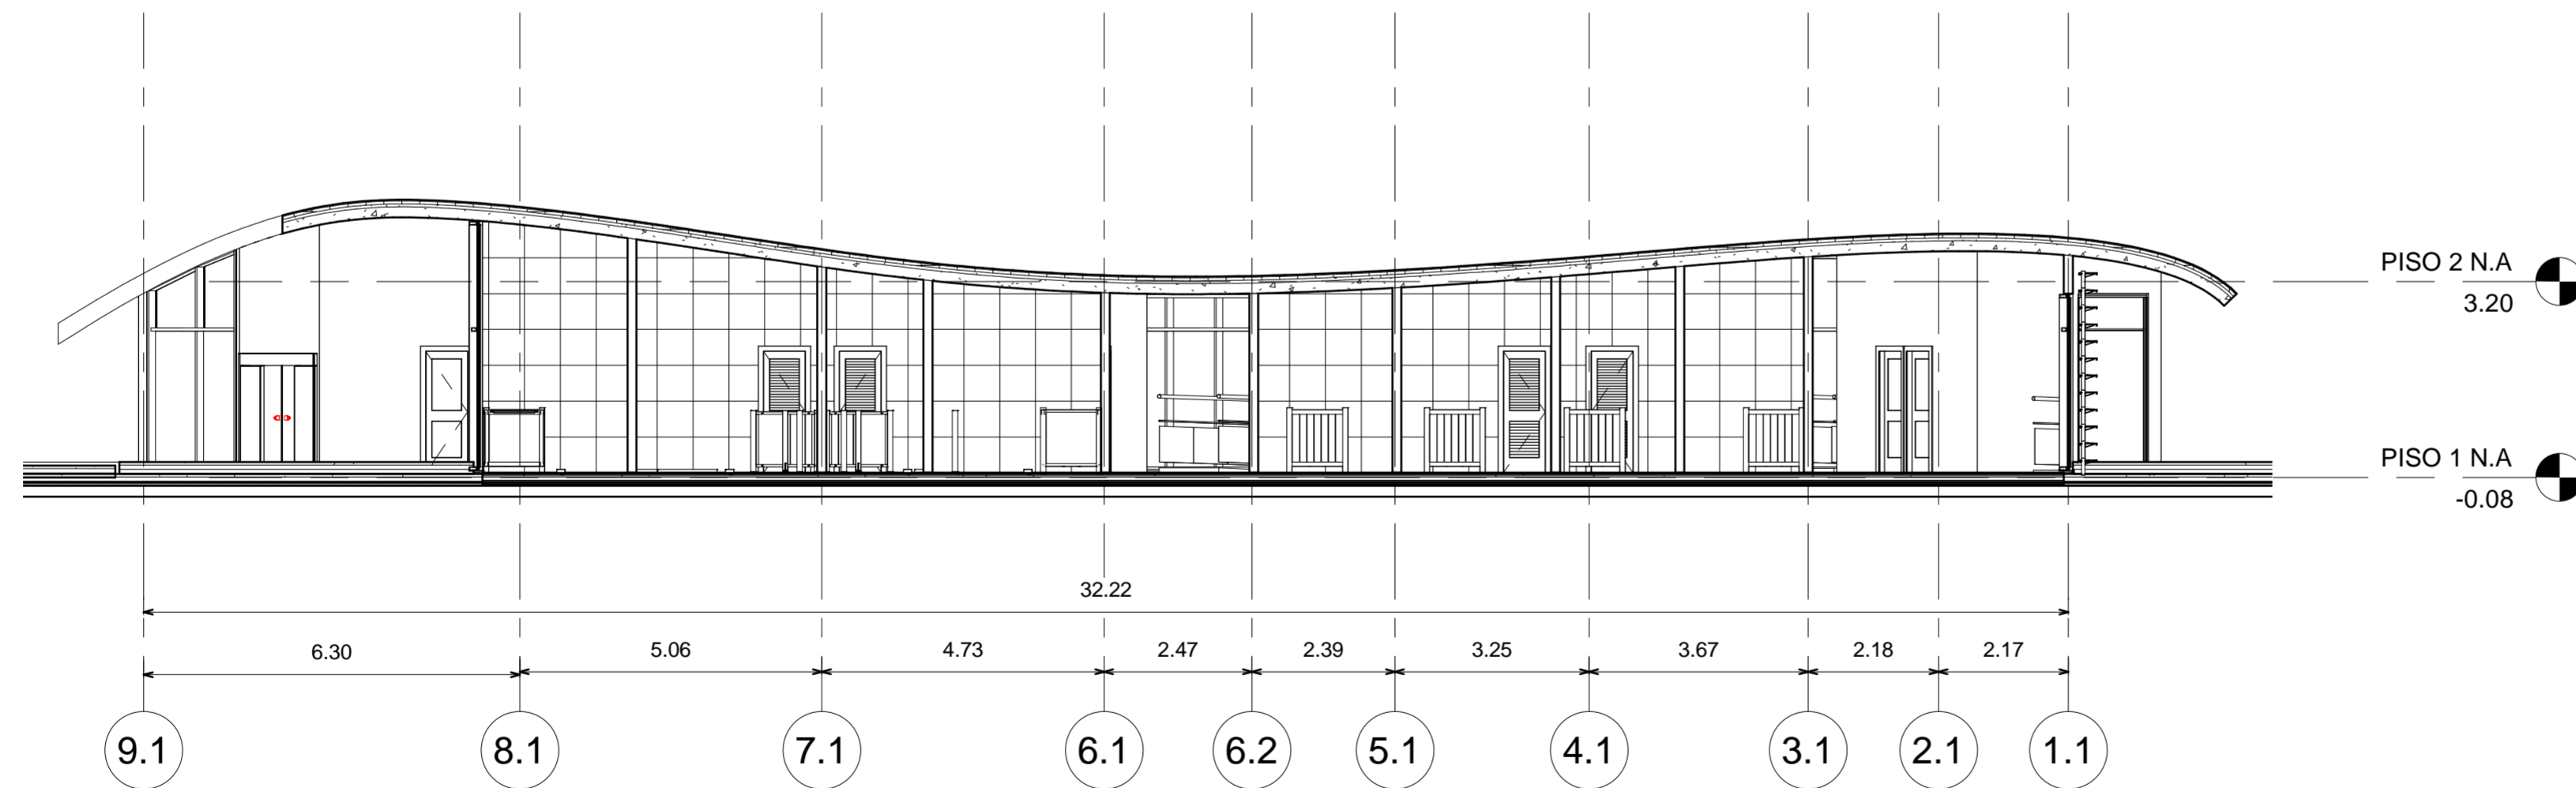 PISO 2 N.A
3.20
PISO 1 N.A
-0.08
32.22
6.30 5.06 4.73 2.47 2.39 3.25 3.67 2.18 2.17
9.1 8.1 7.1 6.1 6.2 5.1 4.1 3.1 2.1 1.1